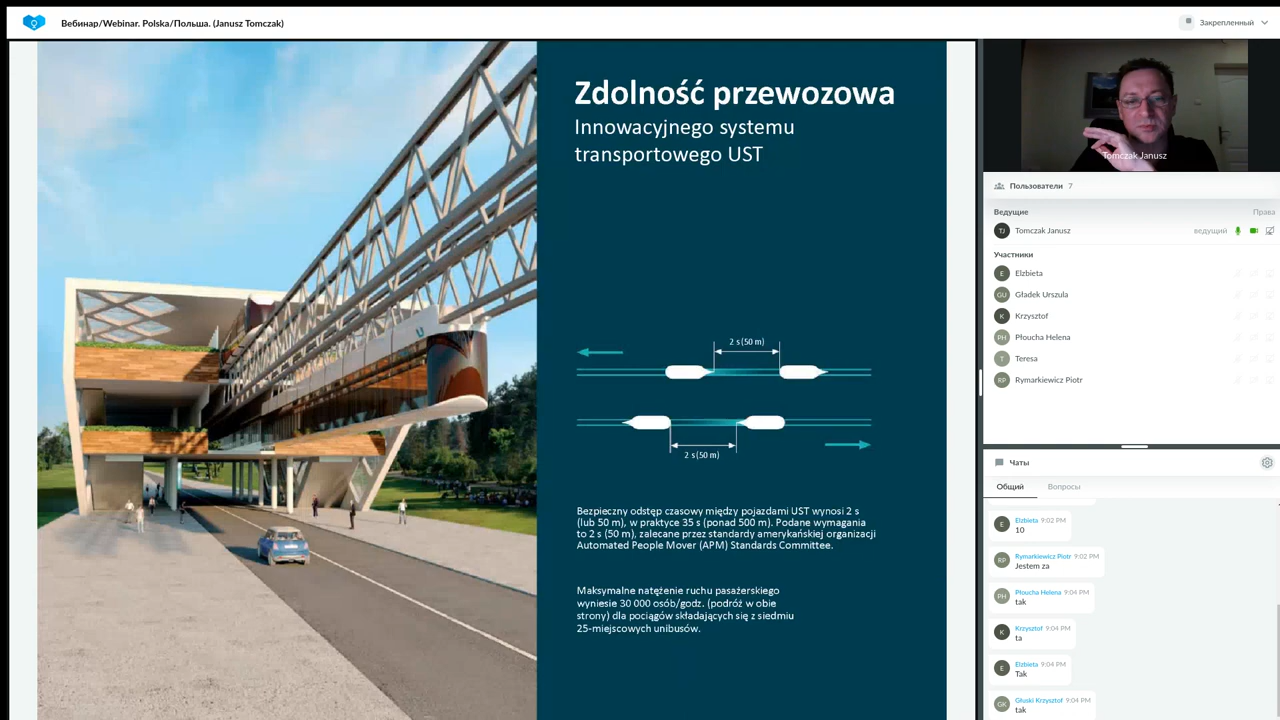 Вебинар/Webinar. Polska/Польша. (Janusz Tomczak)
Закрепленный
Zdolność przewozowa
Innowacyjnego systemu
transportowego UST
2 s (50 m)
2 s (50 m)
Bezpieczny odstęp czasowy między pojazdami UST wynosi 2 s
(lub 50 m), w praktyce 35 s (ponad 500 m). Podane wymagania
to 2 s (50 m), zalecane przez standardy amerykańskiej organizacji
Automated People Mover (APM) Standards Committee.
Maksymalne natężenie ruchu pasażerskiego
wyniesie 30 000 osób/godz. (podróż w obie
strony) dla pociągów składających się z siedmiu
25-miejscowych unibusów.
Tomczak Janusz
Пользователи 7
Ведущие Права
TJ Tomczak Janusz ведущий
Участники
E Elzbieta
GU Gładek Urszula
K Krzysztof
PH Płoucha Helena
T Teresa
RP Rymarkiewicz Piotr
Чаты
Общий Вопросы
E Elzbieta 9:02 PM
10
RP Rymarkiewicz Piotr 9:02 PM
Jestem za
PH Płoucha Helena 9:04 PM
tak
K Krzysztof 9:04 PM
ta
E Elzbieta 9:04 PM
Tak
GK Głuski Krzysztof 9:04 PM
tak